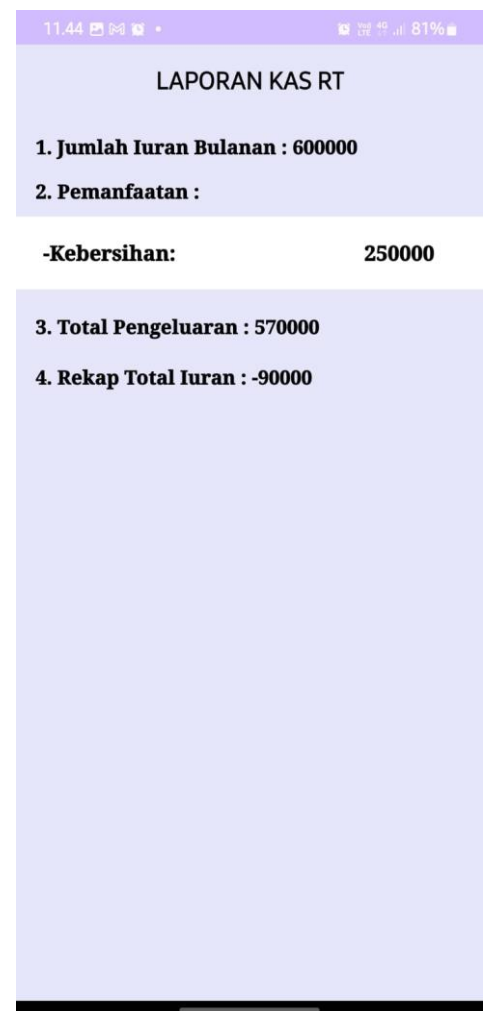 11.44
81%
LAPORAN KAS RT
1. Jumlah Iuran Bulanan : 600000
2. Pemanfaatan :
-Kebersihan: 250000
3. Total Pengeluaran : 570000
4. Rekap Total Iuran : -90000